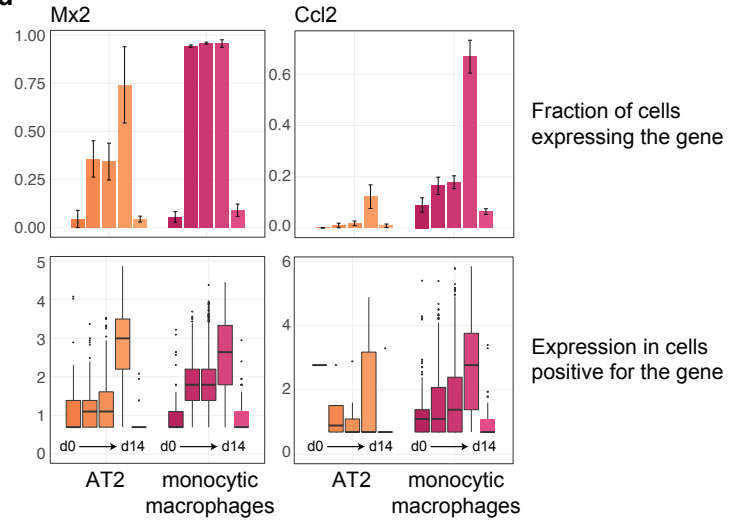 Mx2
Ccl2
1.00
0.75
0.50
0.25
0.00
0.6
0.4
0.2
0.0
Fraction of cells
expressing the gene
5
4
3
2
1
0
d0 d14
d0 d14
6
4
2
0
d0 d14
d0 d14
Expression in cells
positive for the gene
AT2
monocytic
macrophages
AT2
monocytic
macrophages